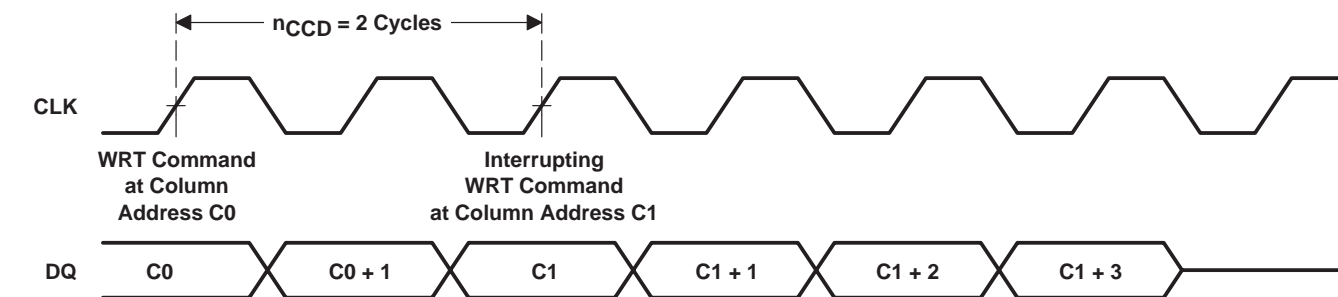 nCCD = 2 Cycles
CLK
WRT Command
at Column
Address C0
Interrupting
WRT Command
at Column Address C1
DQ
C0
C0 + 1
C1
C1 + 1
C1 + 2
C1 + 3